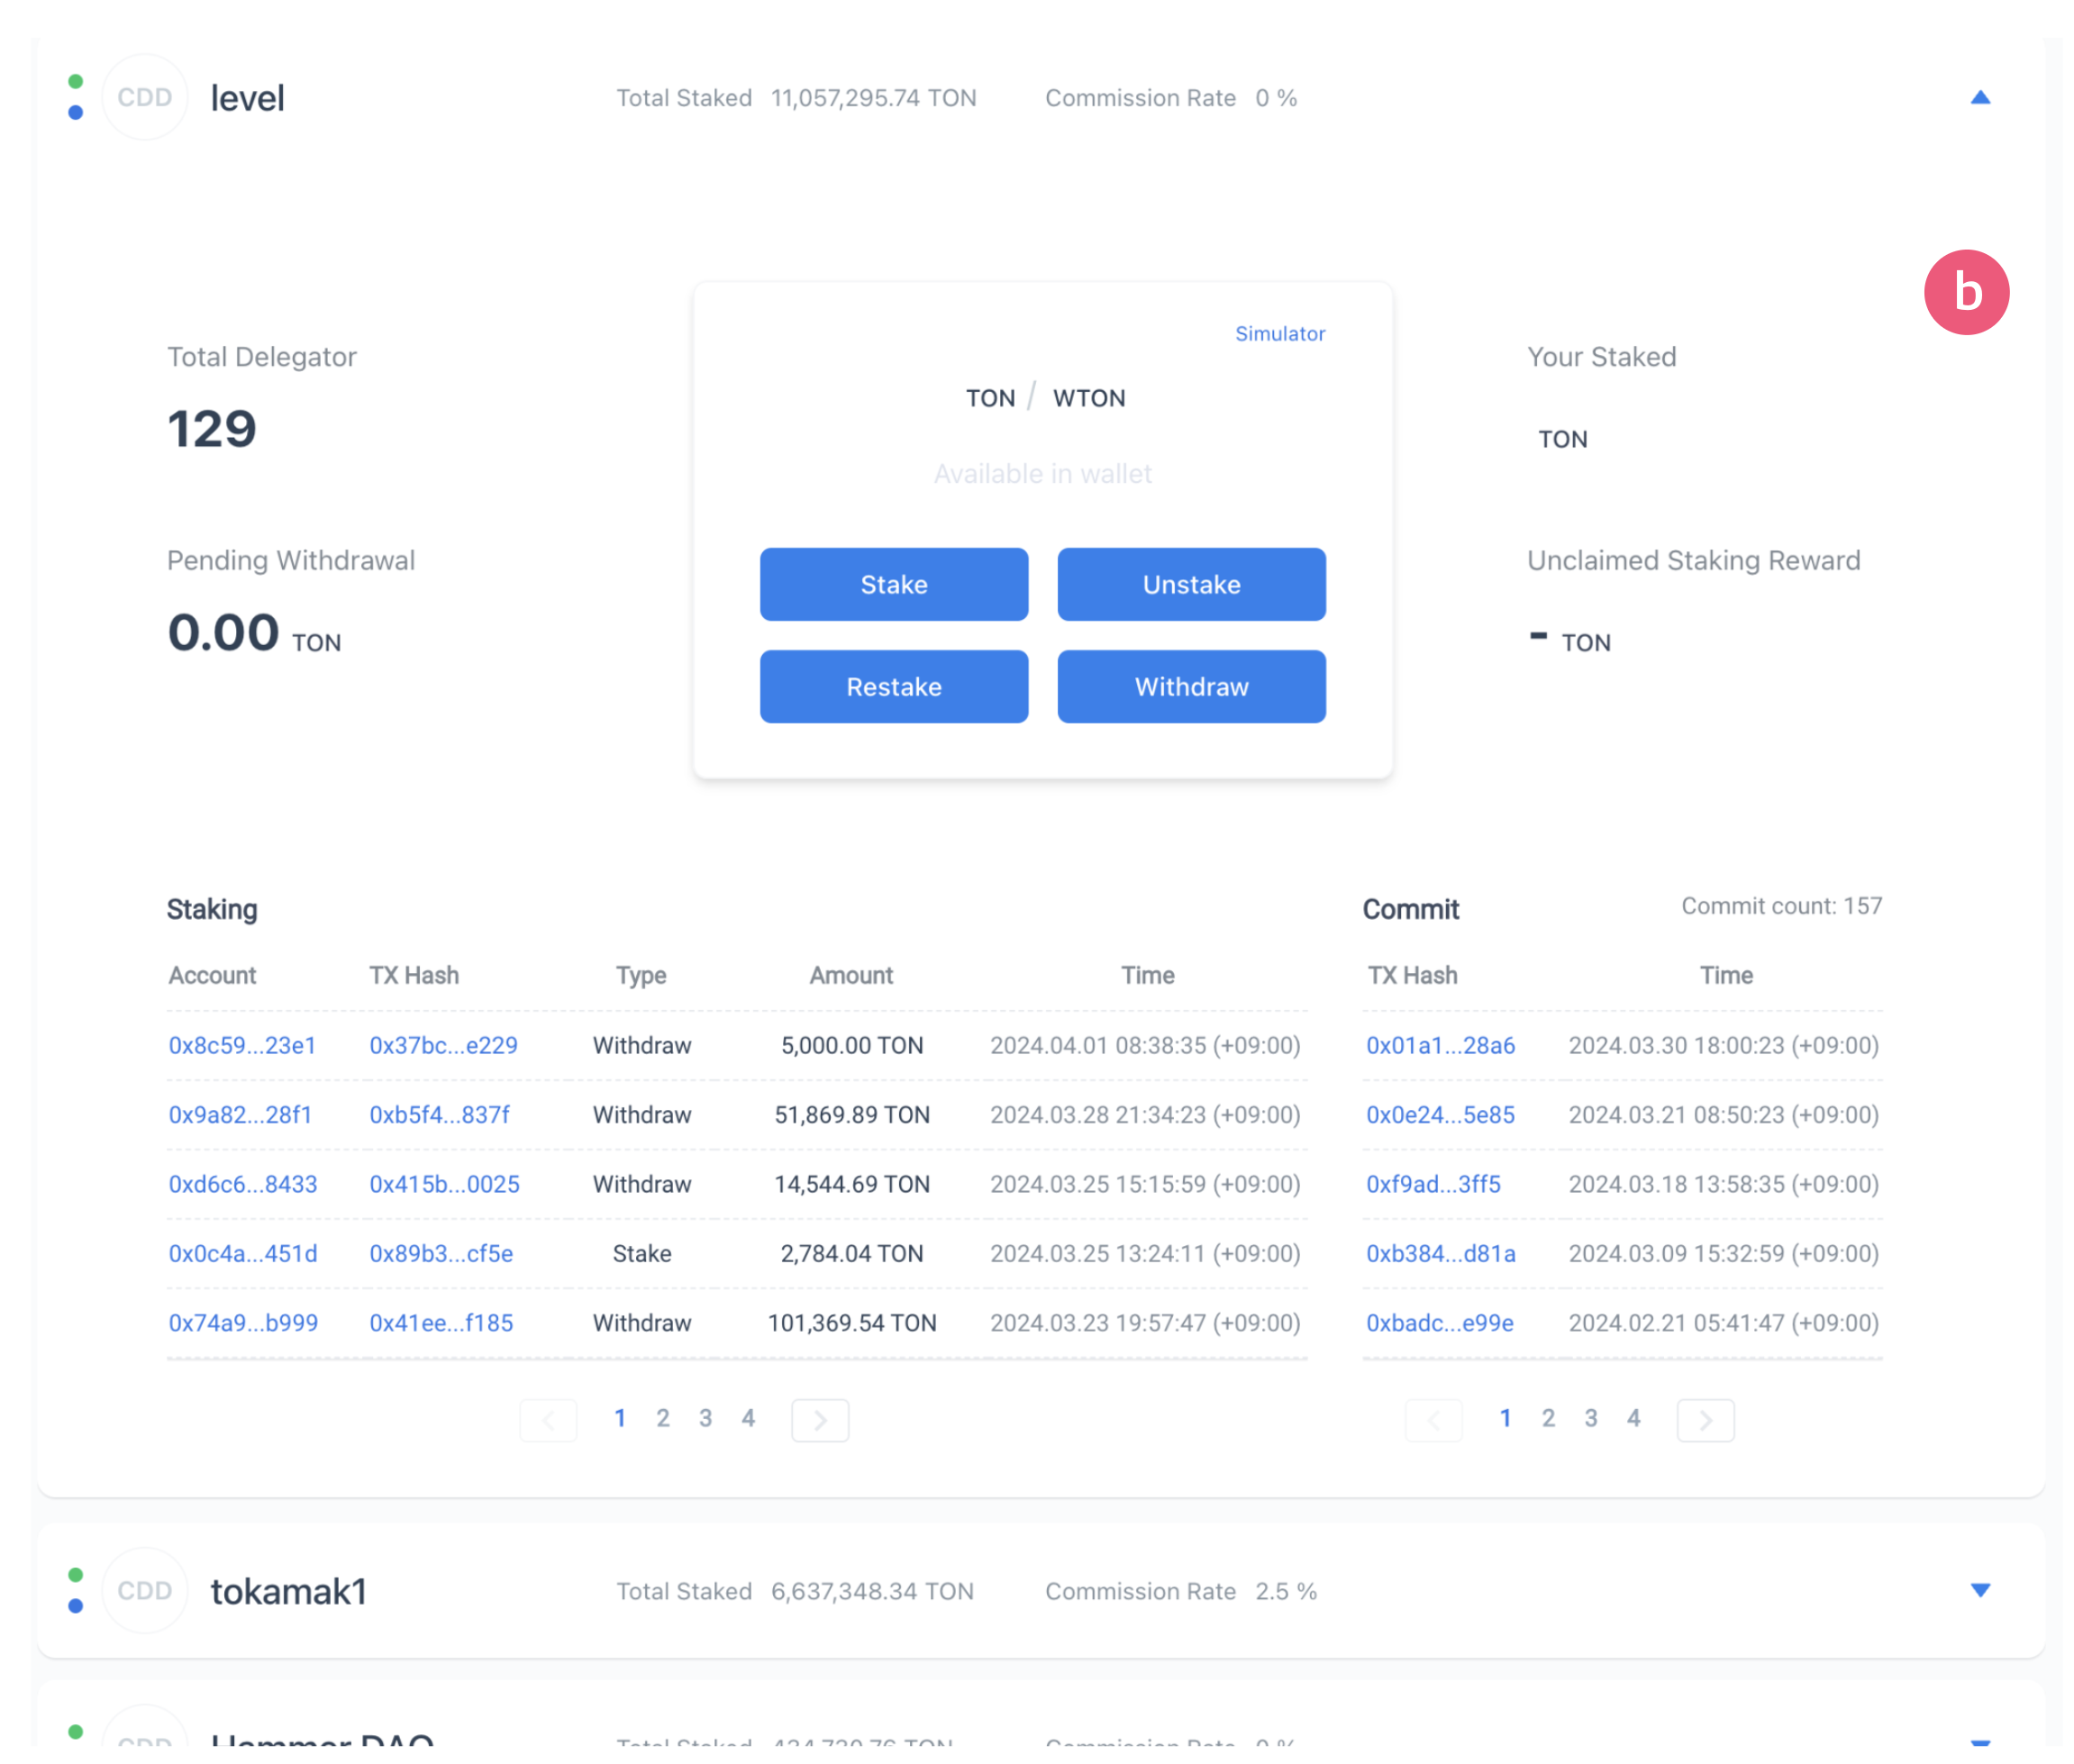 CDD level Total Staked 11,057,295.74 TON Commission Rate 0 %
b
Simulator
Total Delegator
129
TON / WTON
Available in wallet
Your Staked
TON
Pending Withdrawal
0.00 TON
Stake Unstake
Restake Withdraw
Unclaimed Staking Reward
- TON
Staking
Account TX Hash Type Amount Time
0x8c59...23e1 0x37bc...e229 Withdraw 5,000.00 TON 2024.04.01 08:38:35 (+09:00)
0x9a82...28f1 0xb5f4...837f Withdraw 51,869.89 TON 2024.03.28 21:34:23 (+09:00)
0xd6c6...8433 0x415b...0025 Withdraw 14,544.69 TON 2024.03.25 15:15:59 (+09:00)
0x0c4a...451d 0x89b3...cf5e Stake 2,784.04 TON 2024.03.25 13:24:11 (+09:00)
0x74a9...b999 0x41ee...f185 Withdraw 101,369.54 TON 2024.03.23 19:57:47 (+09:00)
1 2 3 4
Commit Commit count: 157
TX Hash Time
0x01a1...28a6 2024.03.30 18:00:23 (+09:00)
0x0e24...5e85 2024.03.21 08:50:23 (+09:00)
0xf9ad...3ff5 2024.03.18 13:58:35 (+09:00)
0xb384...d81a 2024.03.09 15:32:59 (+09:00)
0xbadc...e99e 2024.02.21 05:41:47 (+09:00)
1 2 3 4
CDD tokamak1 Total Staked 6,637,348.34 TON Commission Rate 2.5 %
CDD Hammer DAO Total Staked TON Commission Rate 0 %